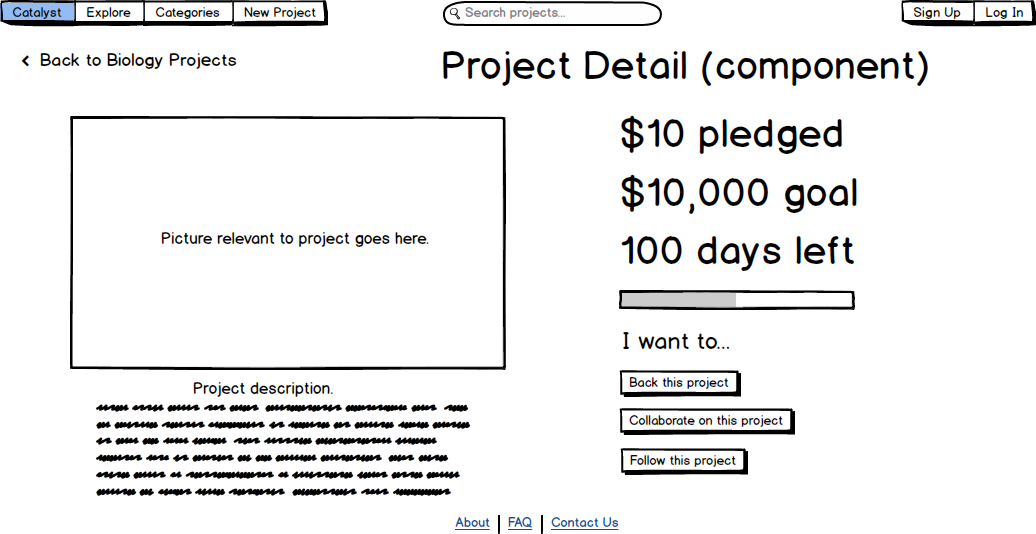 Catalyst Explore Categories New Project Search projects... Sign Up Log In
Back to Biology Projects
Project Detail (component)
Picture relevant to project goes here.
Project description.
$10 pledged
$10,000 goal
100 days left
I want to...
Back this project
Collaborate on this project
Follow this project
About FAQ Contact Us